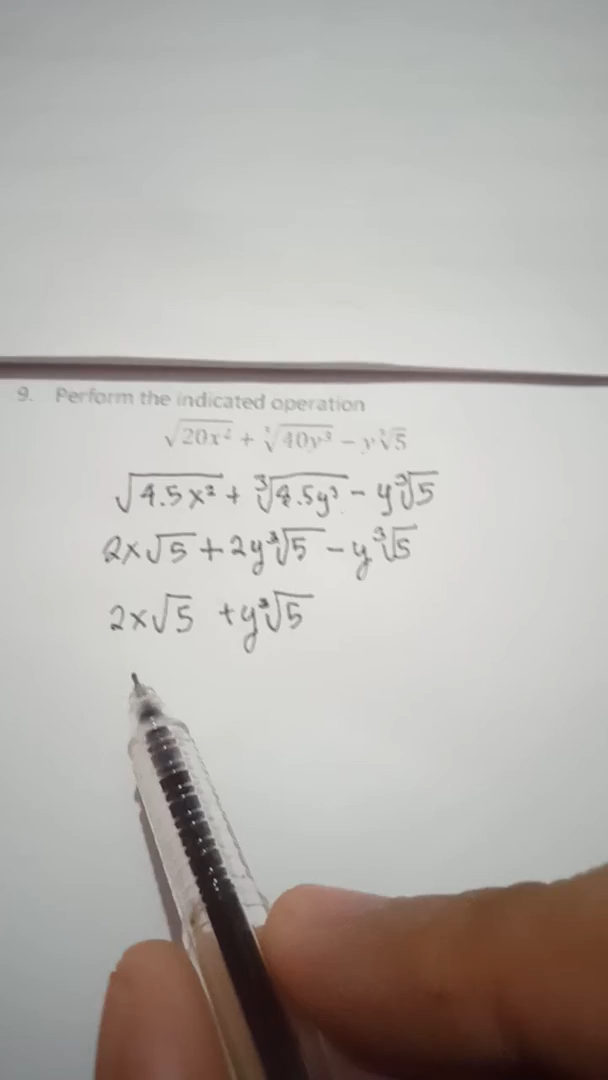 9. Perform the indicated operation
√20x² + ∛40y³ − y∛5
√4.5x² + ∛8.5y³ − y∛5
2x√5 + 2y∛5 − y∛5
2x√5 + y∛5